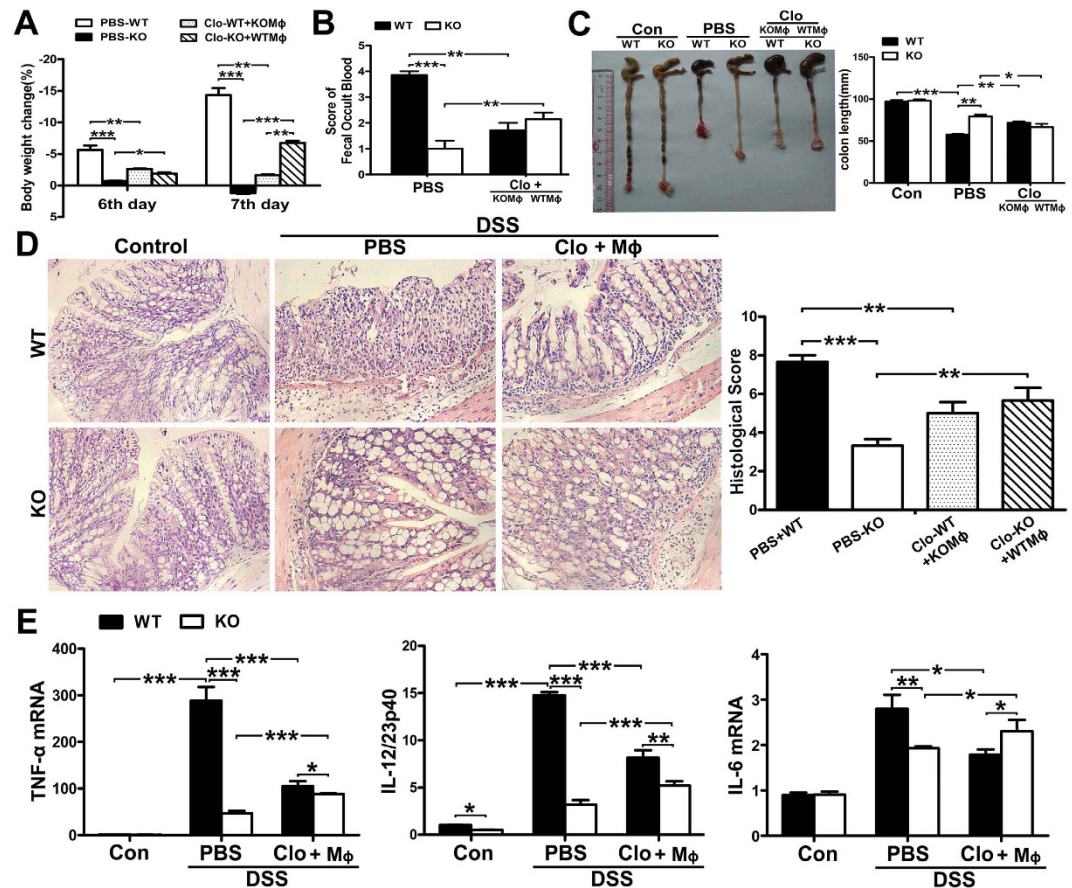 A
PBS-WT
PBS-KO
Clo-WT+KOMϕ
Clo-KO+WTMϕ
Body weight change(%)
-20
-15
-10
-5
0
5
**
***
**
***
*
**
***
***
**
6th day
7th day
B
WT
KO
Score of
Fecal Occult Blood
5
4
3
2
1
0
**
***
**
PBS
Clo +
KOMϕ WTMϕ
C
Con
PBS
Clo
KOMϕ WTMϕ
WT KO WT KO WT KO
WT
KO
colon length(mm)
200
150
100
50
0
*
***
**
**
Con
PBS
Clo
KOMϕ WTMϕ
D
DSS
Control
PBS
Clo + Mϕ
WT
KO
Histological Score
10
8
6
4
2
0
**
***
**
PBS+WT
PBS-KO
Clo-WT
+KOMϕ
Clo-KO
+WTMϕ
E
WT
KO
TNF-α mRNA
400
300
200
100
0
***
***
***
***
*
Con
PBS
Clo + Mϕ
DSS
IL-12/23p40
20
15
10
5
0
***
***
***
***
**
*
Con
PBS
Clo + Mϕ
DSS
IL-6 mRNA
4
3
2
1
0
*
**
*
*
Con
PBS
Clo + Mϕ
DSS